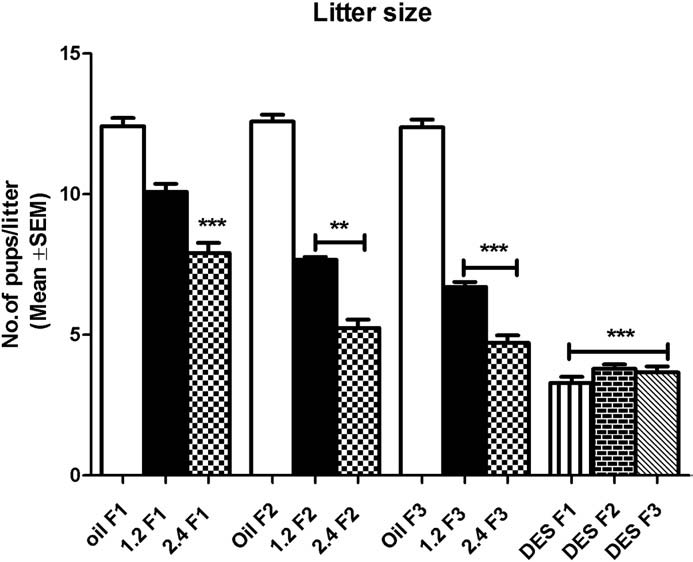 Litter size
No.of pups/litter
(Mean ±SEM)
15
10
5
0
***
**
***
***
oil F1
1.2 F1
2.4 F1
Oil F2
1.2 F2
2.4 F2
Oil F3
1.2 F3
2.4 F3
DES F1
DES F2
DES F3